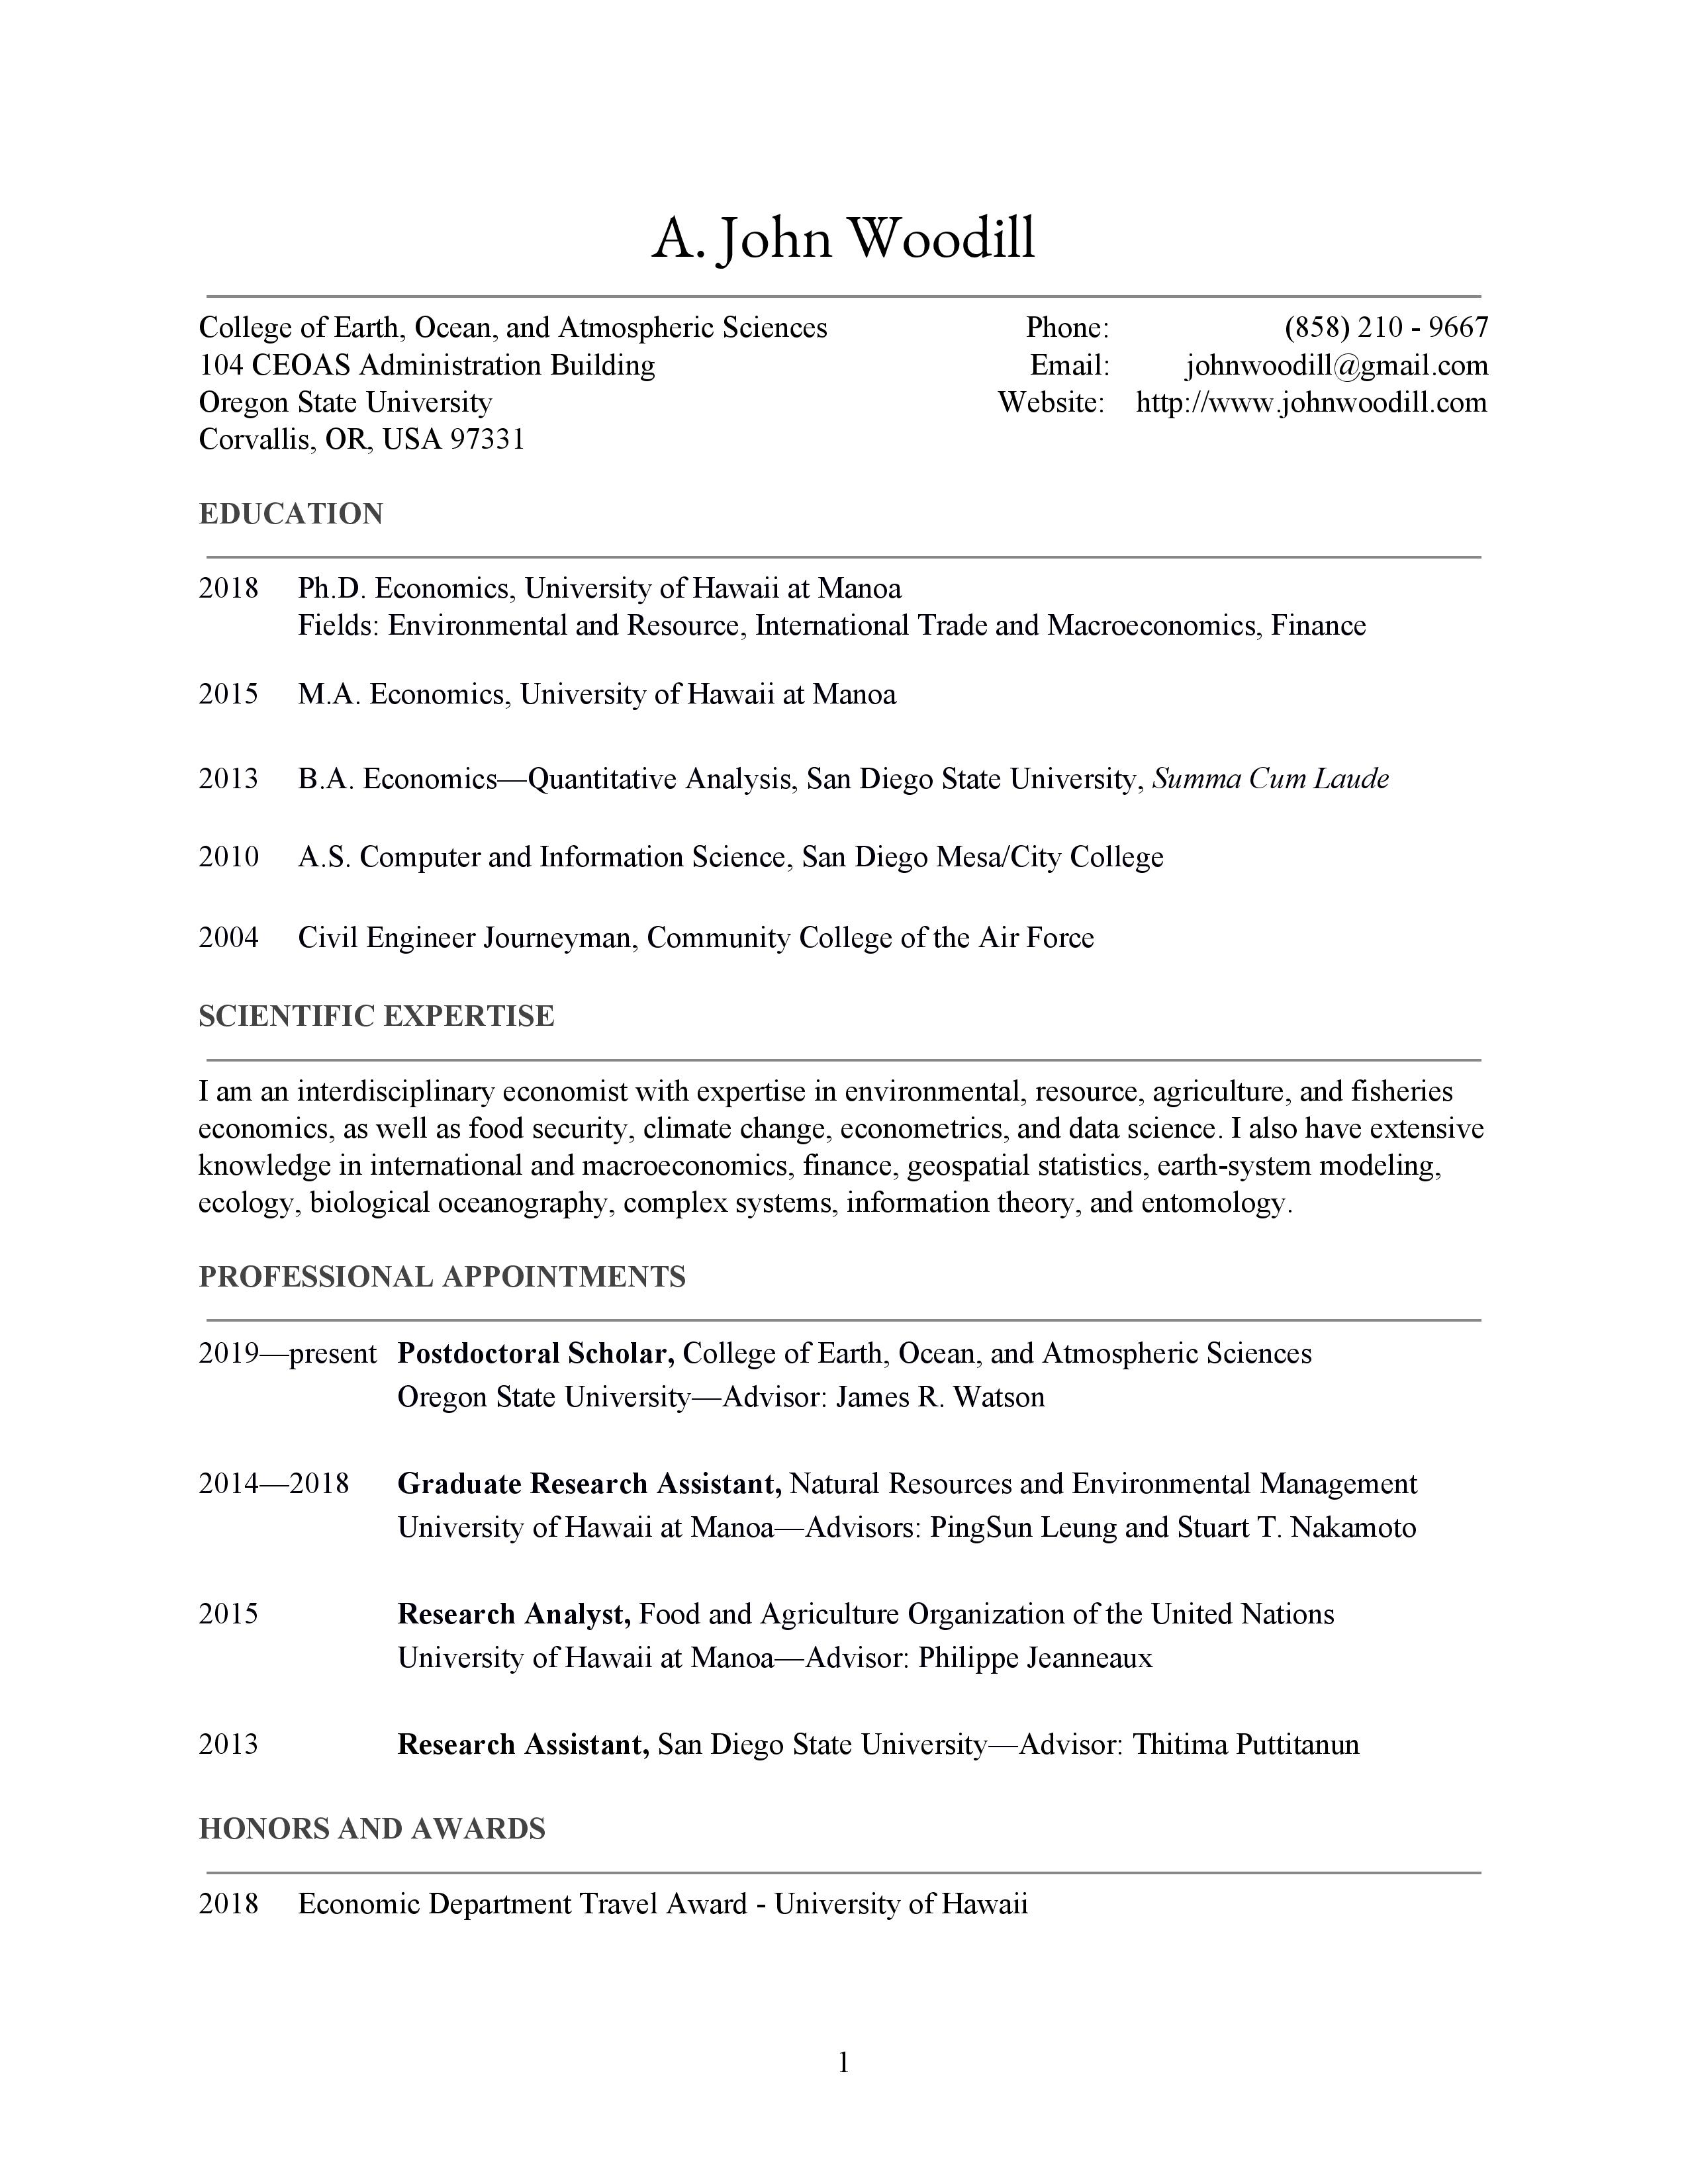 A. John Woodill
College of Earth, Ocean, and Atmospheric Sciences Phone: (858) 210 - 9667
104 CEOAS Administration Building Email: johnwoodill@gmail.com
Oregon State University Website: http://www.johnwoodill.com
Corvallis, OR, USA 97331
EDUCATION
2018 Ph.D. Economics, University of Hawaii at Manoa
Fields: Environmental and Resource, International Trade and Macroeconomics, Finance
2015 M.A. Economics, University of Hawaii at Manoa
2013 B.A. Economics—Quantitative Analysis, San Diego State University, Summa Cum Laude
2010 A.S. Computer and Information Science, San Diego Mesa/City College
2004 Civil Engineer Journeyman, Community College of the Air Force
SCIENTIFIC EXPERTISE
I am an interdisciplinary economist with expertise in environmental, resource, agriculture, and fisheries
economics, as well as food security, climate change, econometrics, and data science. I also have extensive
knowledge in international and macroeconomics, finance, geospatial statistics, earth-system modeling,
ecology, biological oceanography, complex systems, information theory, and entomology.
PROFESSIONAL APPOINTMENTS
2019—present Postdoctoral Scholar, College of Earth, Ocean, and Atmospheric Sciences
Oregon State University—Advisor: James R. Watson
2014—2018 Graduate Research Assistant, Natural Resources and Environmental Management
University of Hawaii at Manoa—Advisors: PingSun Leung and Stuart T. Nakamoto
2015 Research Analyst, Food and Agriculture Organization of the United Nations
University of Hawaii at Manoa—Advisor: Philippe Jeanneaux
2013 Research Assistant, San Diego State University—Advisor: Thitima Puttitanun
HONORS AND AWARDS
2018 Economic Department Travel Award - University of Hawaii
1